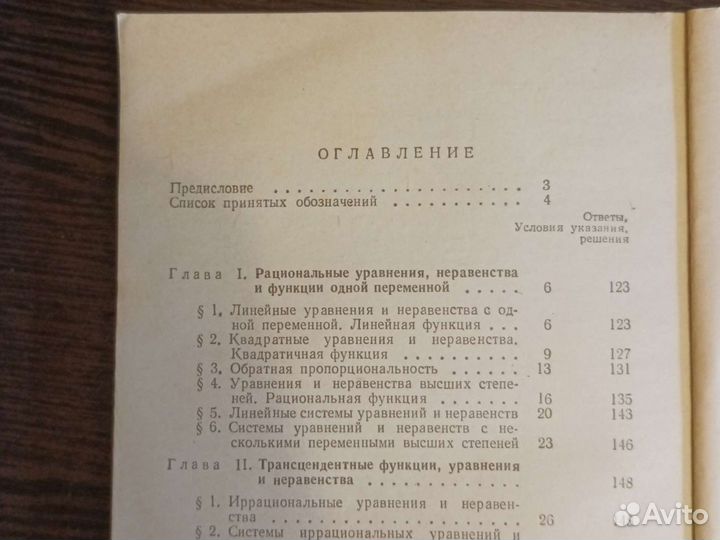 ОГЛАВЛЕНИЕ
Предисловие . . . . . . . . . . . . . . . . . . . . . 3
Список принятых обозначений . . . . . . . . . . . 4
Ответы,
Условия указания,
решения
Глава I. Рациональные уравнения, неравенства
и функции одной переменной . . . . . 6 123
§ 1. Линейные уравнения и неравенства с од-
ной переменной. Линейная функция . . . 6 123
§ 2. Квадратные уравнения и неравенства.
Квадратичная функция . . . . . . . . . . 9 127
§ 3. Обратная пропорциональность . . . . . . 13 131
§ 4. Уравнения и неравенства высших степе-
ней. Рациональная функция . . . . . . . 16 135
§ 5. Линейные системы уравнений и неравенств 20 143
§ 6. Системы уравнений и неравенств с не-
сколькими переменными высших степеней 23 146
Глава II. Трансцендентные функции, уравнения
и неравенства . . . . . . . . . . . . 148
§ 1. Иррациональные уравнения и неравен-
ства . . . . . . . . . . . . . . . . . . . . 26
§ 2. Системы иррациональных уравнений и
Avito